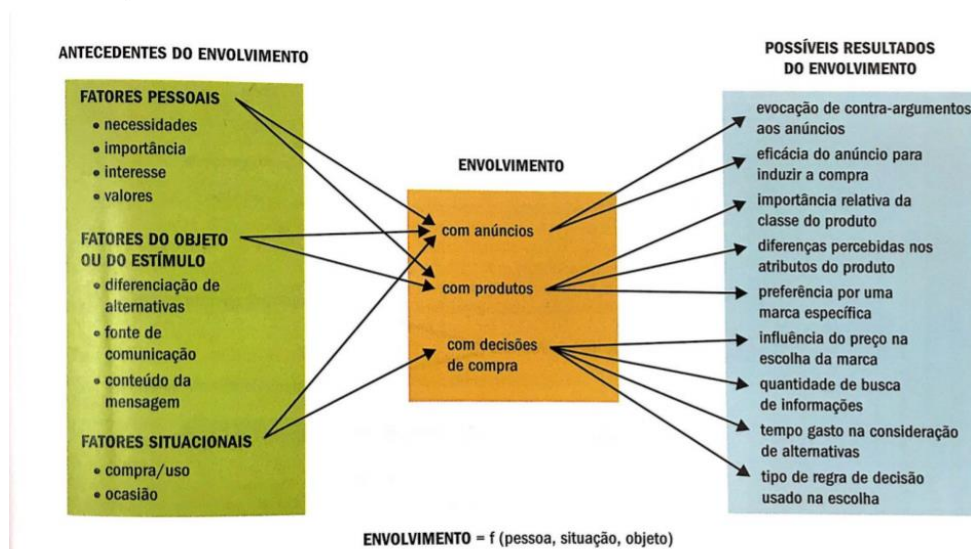 ANTECEDENTES DO ENVOLVIMENTO
FATORES PESSOAIS
• necessidades
• importância
• interesse
• valores
FATORES DO OBJETO
OU DO ESTÍMULO
• diferenciação de
alternativas
• fonte de
comunicação
• conteúdo da
mensagem
FATORES SITUACIONAIS
• compra/uso
• ocasião
ENVOLVIMENTO
com anúncios
com produtos
com decisões
de compra
POSSÍVEIS RESULTADOS
DO ENVOLVIMENTO
evocação de contra-argumentos
aos anúncios
eficácia do anúncio para
induzir a compra
importância relativa da
classe do produto
diferenças percebidas nos
atributos do produto
preferência por uma
marca específica
influência do preço na
escolha da marca
quantidade de busca
de informações
tempo gasto na consideração
de alternativas
tipo de regra de decisão
usado na escolha
ENVOLVIMENTO = f (pessoa, situação, objeto)